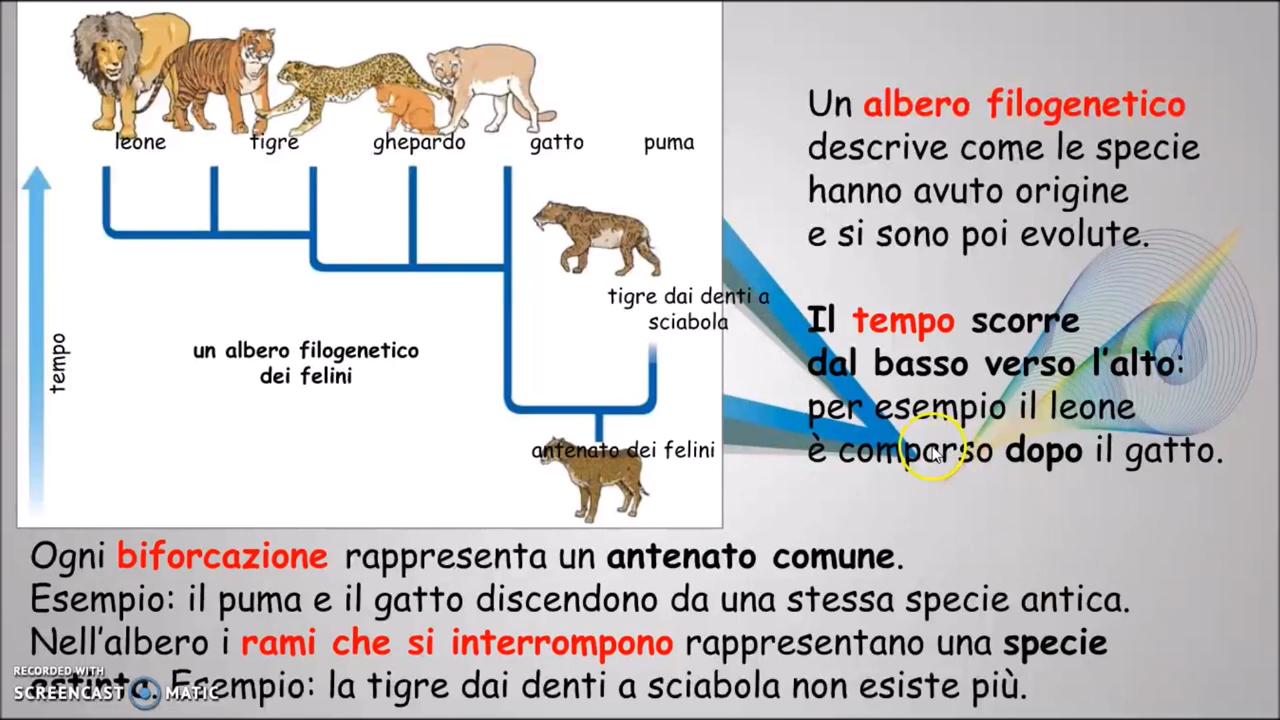 leone tigre ghepardo gatto puma
tigre dai denti a
sciabola
tempo
un albero filogenetico
dei felini
antenato dei felini
Un albero filogenetico
descrive come le specie
hanno avuto origine
e si sono poi evolute.
Il tempo scorre
dal basso verso l'alto:
per esempio il leone
è comparso dopo il gatto.
Ogni biforcazione rappresenta un antenato comune.
Esempio: il puma e il gatto discendono da una stessa specie antica.
Nell'albero i rami che si interrompono rappresentano una specie
estinta. Esempio: la tigre dai denti a sciabola non esiste più.
RECORDED WITH
SCREENCAST MATIC